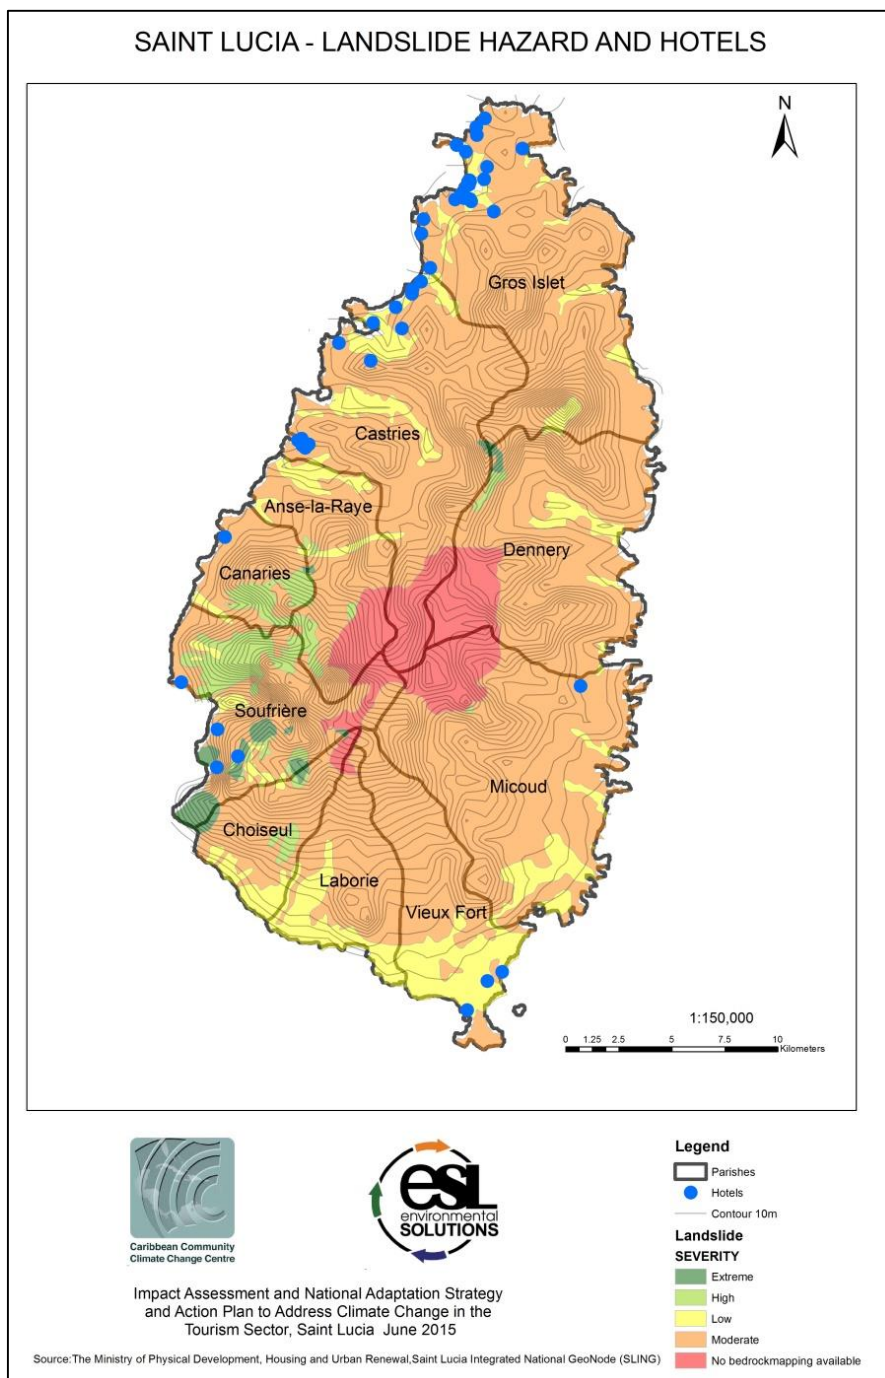 SAINT LUCIA - LANDSLIDE HAZARD AND HOTELS
N
Gros Islet
Castries
Anse-la-Raye
Dennery
Canaries
Soufrière
Micoud
Choiseul
Laborie
Vieux Fort
1:150,000
0 1.25 2.5 5 7.5 10
Kilometers
Caribbean Community
Climate Change Centre
esL
environmental
SOLUTIONS
Impact Assessment and National Adaptation Strategy
and Action Plan to Address Climate Change in the
Tourism Sector, Saint Lucia June 2015
Source:The Ministry of Physical Development, Housing and Urban Renewal,Saint Lucia Integrated National GeoNode (SLING)
Legend
Parishes
Hotels
Contour 10m
Landslide
SEVERITY
Extreme
High
Low
Moderate
No bedrockmapping available